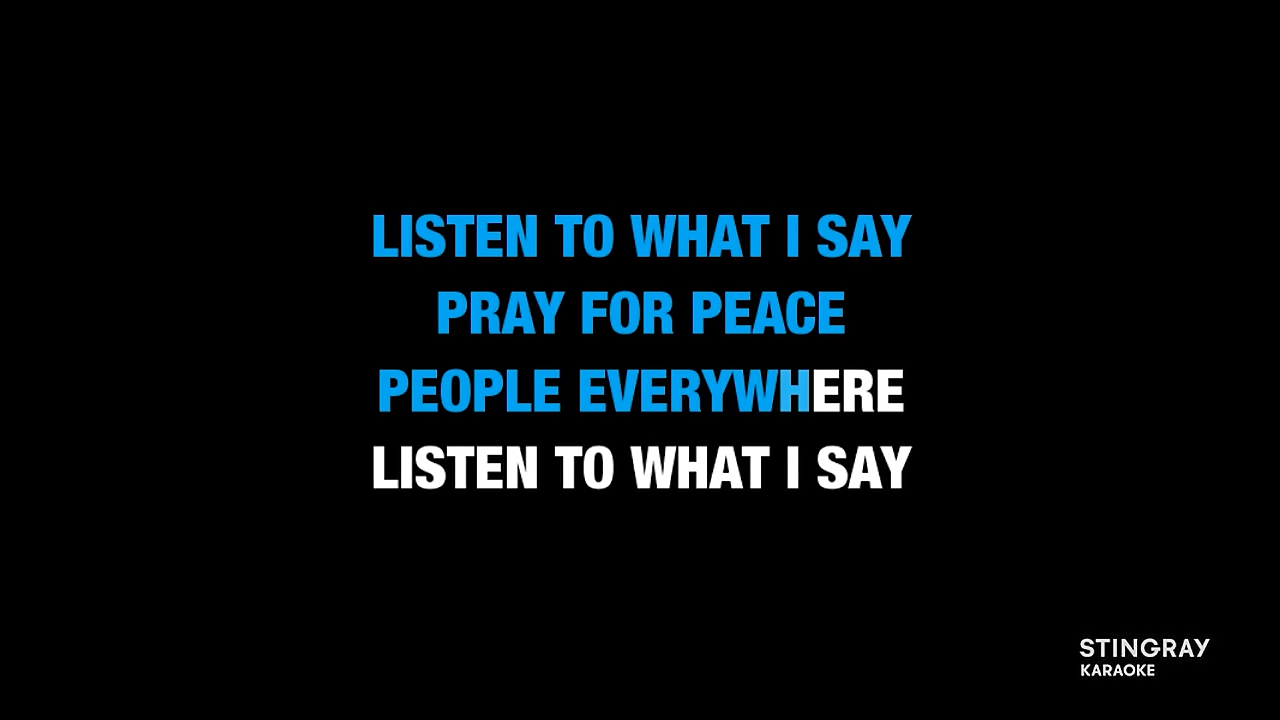 LISTEN TO WHAT I SAY
PRAY FOR PEACE
PEOPLE EVERYWHERE
LISTEN TO WHAT I SAY
STINGRAY
KARAOKE